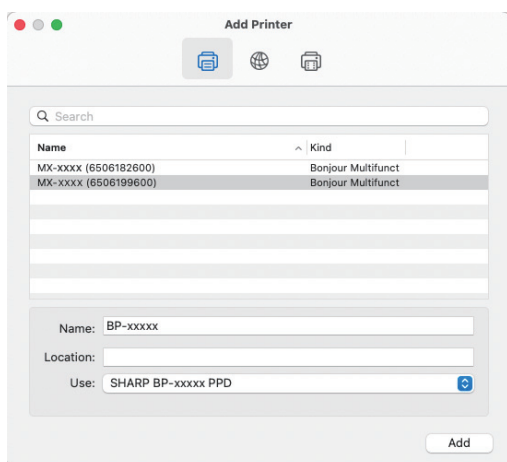 Add Printer
Search
Name Kind
MX-xxxx (6506182600) Bonjour Multifunct
MX-xxxx (6506199600) Bonjour Multifunct
Name: BP-xxxxx
Location:
Use: SHARP BP-xxxxx PPD
Add